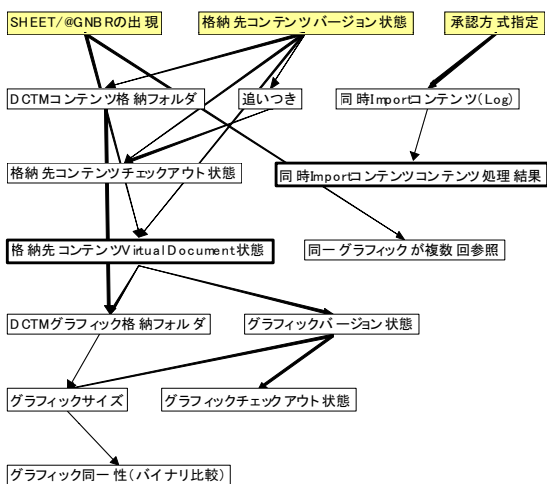 SHEET/@GNBRの出現
格納先コンテンツバージョン状態
承認方式指定
DCTMコンテンツ格納フォルダ
追いつき
同時Importコンテンツ(Log)
格納先コンテンツチェックアウト状態
同時Importコンテンツコンテンツ処理結果
格納先コンテンツVirtualDocument状態
同一グラフィックが複数回参照
DCTMグラフィック格納フォルダ
グラフィックバージョン状態
グラフィックサイズ
グラフィックチェックアウト状態
グラフィック同一性(バイナリ比較)